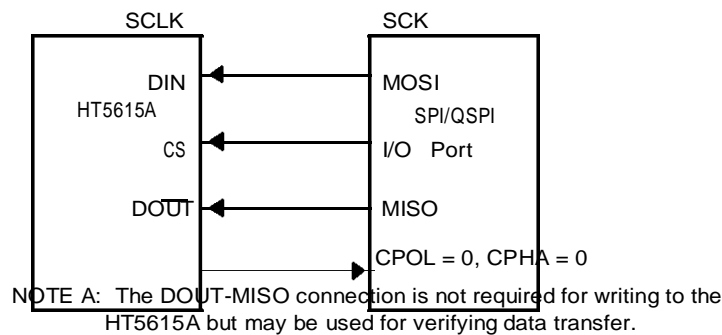 SCLK SCK
DIN MOSI
HT5615A SPI/QSPI
CS I/O Port
DOUT MISO
CPOL = 0, CPHA = 0
NOTE A: The DOUT-MISO connection is not required for writing to the
HT5615A but may be used for verifying data transfer.